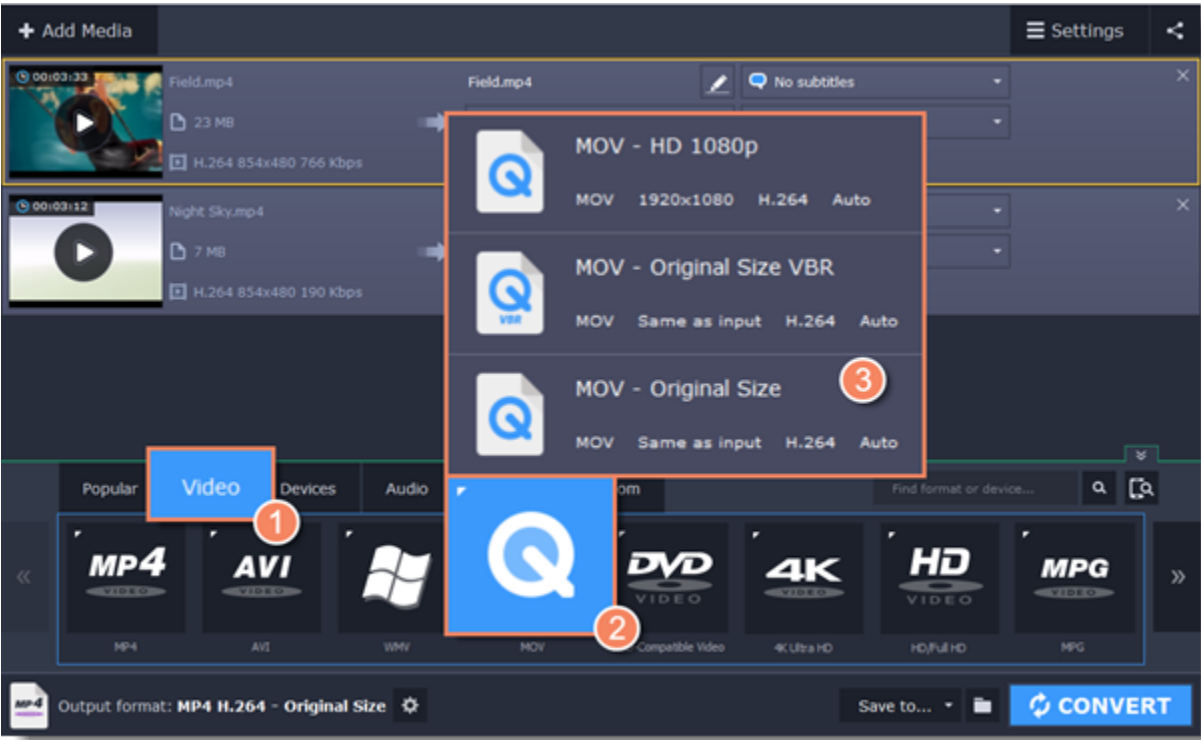 + Add Media
Settings
00:03:33
Field.mp4
Field.mp4
No subtitles
23 MB
H.264 854x480 766 Kbps
00:03:12
Night Sky.mp4
7 MB
H.264 854x480 190 Kbps
MOV - HD 1080p
MOV 1920x1080 H.264 Auto
MOV - Original Size VBR
VBR
MOV Same as input H.264 Auto
MOV - Original Size
MOV Same as input H.264 Auto
3
Popular Video Devices Audio om
Find format or device...
1
MP4 VIDEO
AVI VIDEO
DVD VIDEO
4K VIDEO
HD VIDEO
MPG VIDEO
2
MP4 AVI WMV MOV Compatible Video 4K Ultra HD HD/Full HD MPG
MP4
Output format: MP4 H.264 - Original Size
Save to...
CONVERT